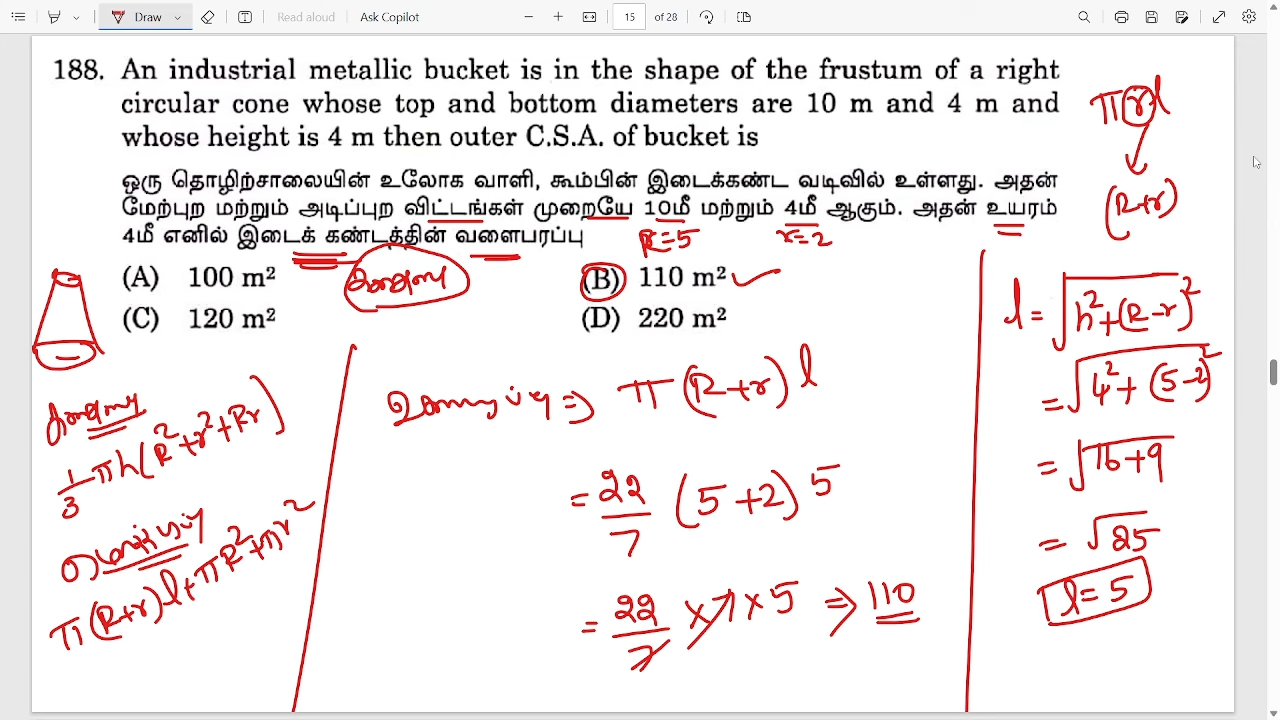 Draw
Read aloud
Ask Copilot
15 of 28
188. An industrial metallic bucket is in the shape of the frustum of a right
circular cone whose top and bottom diameters are 10 m and 4 m and
whose height is 4 m then outer C.S.A. of bucket is
ஒரு தொழிற்சாலையின் உலோக வாளி, கூம்பின் இடைக்கண்ட வடிவில் உள்ளது. அதன்
மேற்புற மற்றும் அடிப்புற விட்டங்கள் முறையே 10மீ மற்றும் 4மீ ஆகும். அதன் உயரம்
4மீ எனில் இடைக் கண்டத்தின் வளைபரப்பு
R=5 r=2
(A) 100 m²
(B) 110 m²
(C) 120 m²
(D) 220 m²
πrl
(R+r)
1/3 πh(R²+r²+Rr)
π(R+r)l+πR²+πr²
⇒ π(R+r)l
= 22/7 (5+2) 5
= 22/7 × 7 × 5 ⇒ 110
l = √h²+(R-r)²
= √4²+(5-2)²
= √16+9
= √25
l=5